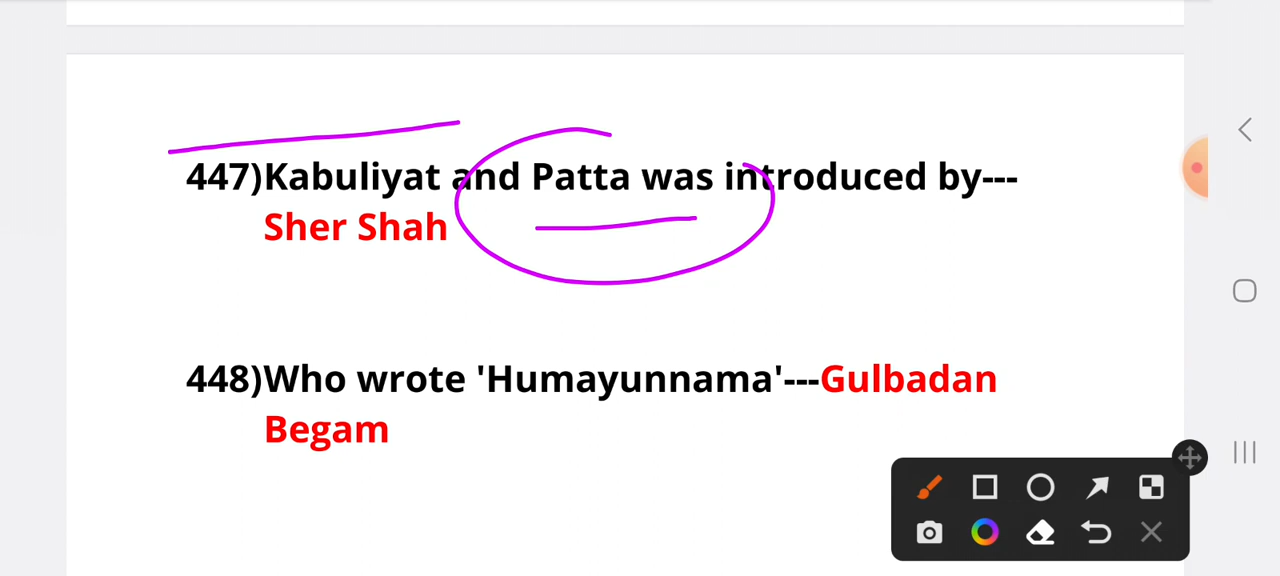 447)Kabuliyat and Patta was introduced by---
Sher Shah
448)Who wrote 'Humayunnama'---Gulbadan
Begam